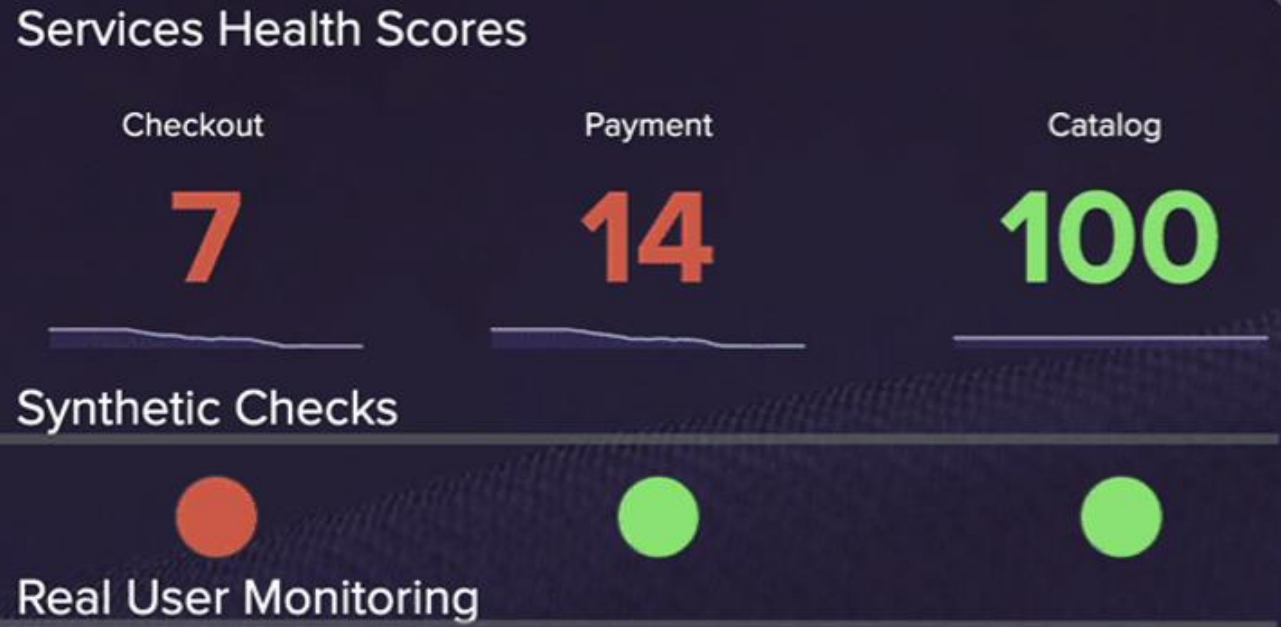 Services Health Scores
Checkout Payment Catalog
7 14 100
Synthetic Checks
Real User Monitoring